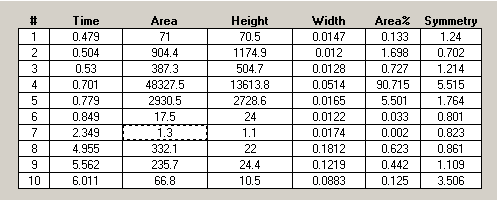 # Time Area Height Width Area% Symmetry
1 0.479 71 70.5 0.0147 0.133 1.24
2 0.504 904.4 1174.9 0.012 1.698 0.702
3 0.53 387.3 504.7 0.0128 0.727 1.214
4 0.701 48327.5 13613.8 0.0514 90.715 5.515
5 0.779 2930.5 2728.6 0.0165 5.501 1.764
6 0.849 17.5 24 0.0122 0.033 0.801
7 2.349 1.3 1.1 0.0174 0.002 0.823
8 4.955 332.1 22 0.1812 0.623 0.861
9 5.562 235.7 24.4 0.1219 0.442 1.109
10 6.011 66.8 10.5 0.0883 0.125 3.506